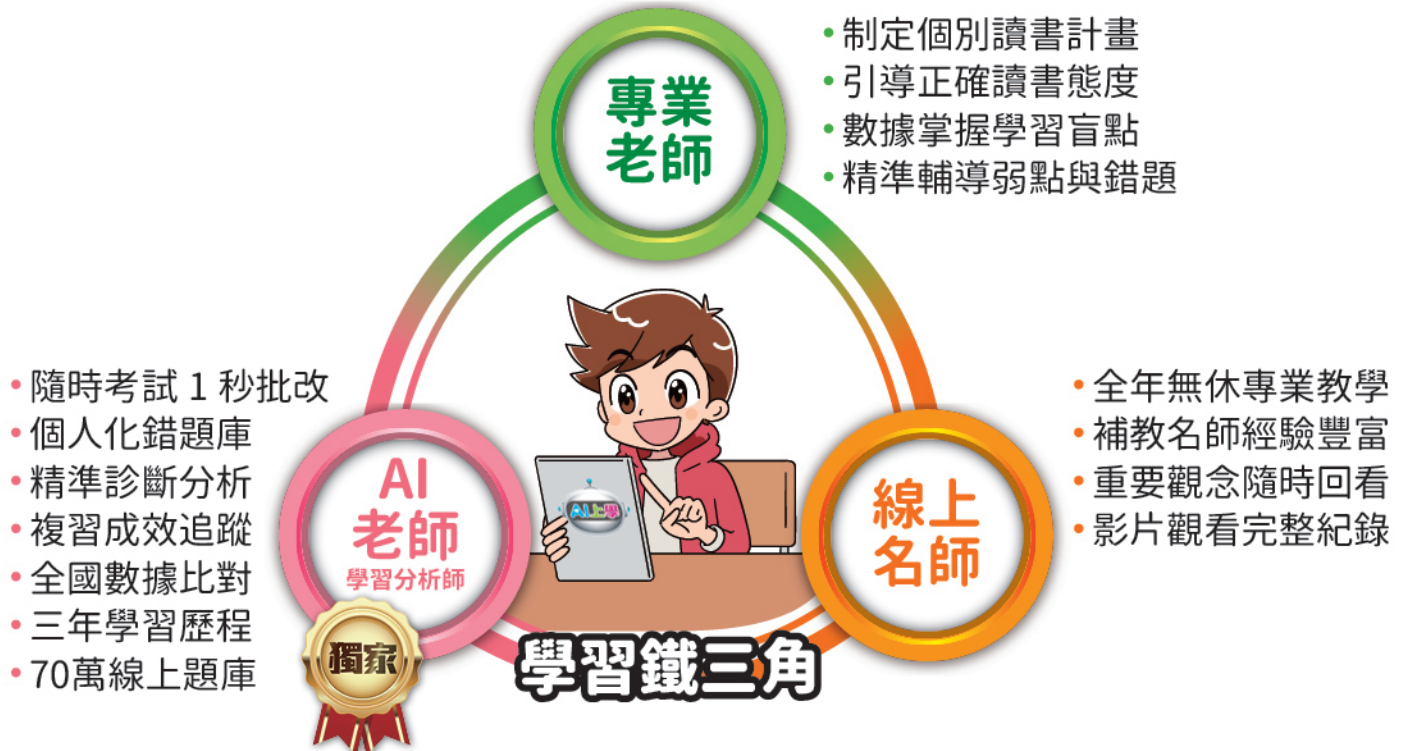 專業
老師
• 制定個別讀書計畫
• 引導正確讀書態度
• 數據掌握學習盲點
• 精準輔導弱點與錯題
• 隨時考試 1 秒批改
• 個人化錯題庫
• 精準診斷分析
• 複習成效追蹤
• 全國數據比對
• 三年學習歷程
• 70萬線上題庫
AI
老師
學習分析師
獨家
AI上學
線上
名師
• 全年無休專業教學
• 補教名師經驗豐富
• 重要觀念隨時回看
• 影片觀看完整紀錄
學習鐵三角